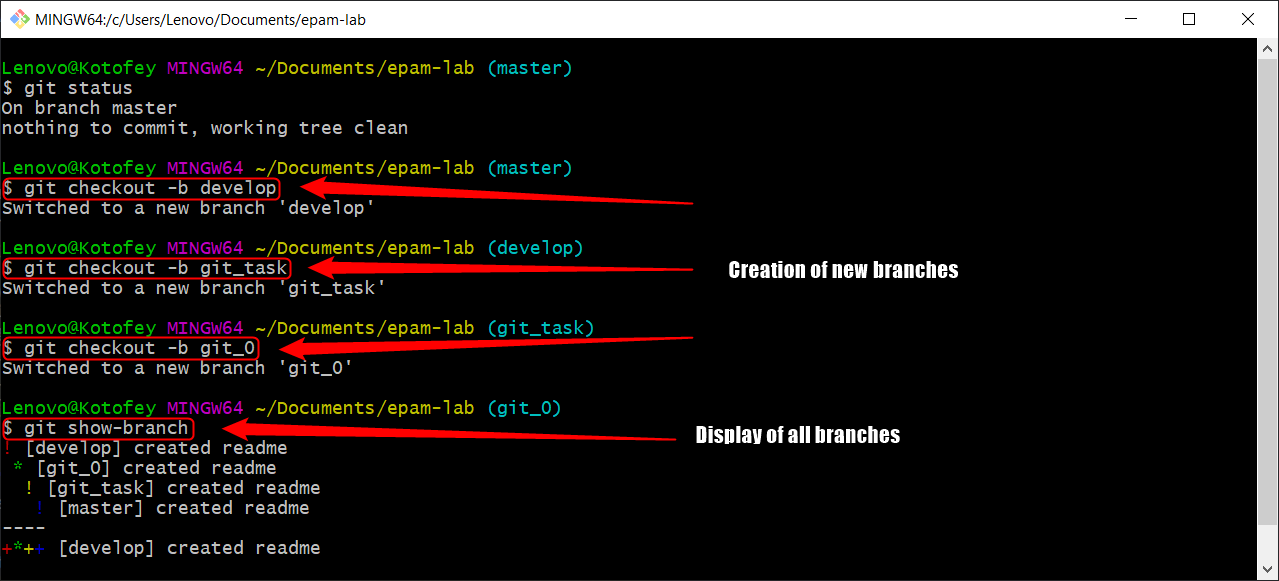 MINGW64:/c/Users/Lenovo/Documents/epam-lab
Lenovo@Kotofey MINGW64 ~/Documents/epam-lab (master)
$ git status
On branch master
nothing to commit, working tree clean
Lenovo@Kotofey MINGW64 ~/Documents/epam-lab (master)
$ git checkout -b develop
Switched to a new branch 'develop'
Lenovo@Kotofey MINGW64 ~/Documents/epam-lab (develop)
$ git checkout -b git_task
Creation of new branches
Switched to a new branch 'git_task'
Lenovo@Kotofey MINGW64 ~/Documents/epam-lab (git_task)
$ git checkout -b git_0
Switched to a new branch 'git_0'
Lenovo@Kotofey MINGW64 ~/Documents/epam-lab (git_0)
$ git show-branch
Display of all branches
! [develop] created readme
 * [git_0] created readme
  ! [git_task] created readme
   ! [master] created readme
----
+*++ [develop] created readme